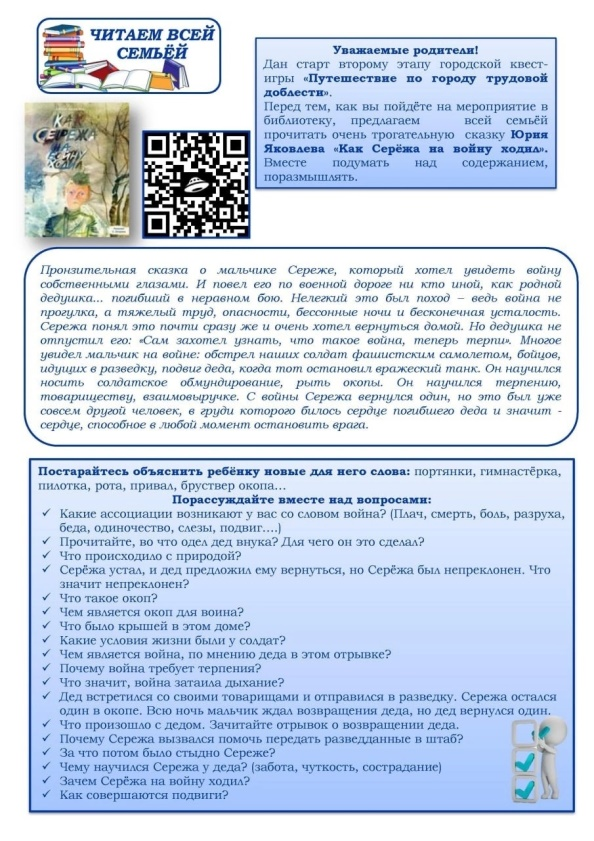 ЧИТАЕМ ВСЕЙ
СЕМЬЁЙ
КАК
СЕРЕЖА
НА
ВОЙНУ
ХОДИЛ
Уважаемые родители!
Дан старт второму этапу городской квест-
игры «Путешествие по городу трудовой
доблести».
Перед тем, как вы пойдёте на мероприятие в
библиотеку, предлагаем всей семьёй
прочитать очень трогательную сказку Юрия
Яковлева «Как Серёжа на войну ходил».
Вместе подумать над содержанием,
поразмышлять.
Пронзительная сказка о мальчике Сереже, который хотел увидеть войну
собственными глазами. И повел его по военной дороге ни кто иной, как родной
дедушка... погибший в неравном бою. Нелегкий это был поход – ведь война не
прогулка, а тяжелый труд, опасности, бессонные ночи и бесконечная усталость.
Сережа понял это почти сразу же и очень хотел вернуться домой. Но дедушка не
отпустил его: «Сам захотел узнать, что такое война, теперь терпи». Многое
увидел мальчик на войне: обстрел наших солдат фашистским самолетом, бойцов,
идущих в разведку, подвиг деда, когда тот остановил вражеский танк. Он научился
носить солдатское обмундирование, рыть окопы. Он научился терпению,
товариществу, взаимовыручке. С войны Сережа вернулся один, но это был уже
совсем другой человек, в груди которого билось сердце погибшего деда и значит -
сердце, способное в любой момент остановить врага.
Постарайтесь объяснить ребёнку новые для него слова: портянки, гимнастёрка,
пилотка, рота, привал, бруствер окопа…
Порассуждайте вместе над вопросами:
✓ Какие ассоциации возникают у вас со словом война? (Плач, смерть, боль, разруха,
беда, одиночество, слезы, подвиг….)
✓ Прочитайте, во что одел дед внука? Для чего он это сделал?
✓ Что происходило с природой?
✓ Серёжа устал, и дед предложил ему вернуться, но Серёжа был непреклонен. Что
значит непреклонен?
✓ Что такое окоп?
✓ Чем является окоп для воина?
✓ Что было крышей в этом доме?
✓ Какие условия жизни были у солдат?
✓ Чем является война, по мнению деда в этом отрывке?
✓ Почему война требует терпения?
✓ Что значит, война затаила дыхание?
✓ Дед встретился со своими товарищами и отправился в разведку. Сережа остался
в окопе. Всю ночь мальчик ждал возвращения деда, но дед вернулся один.
✓ Что произошло с дедом. Зачитайте отрывок о возвращении деда.
✓ Почему Сережа вызвался помочь передать разведданные в штаб?
✓ За что потом было стыдно Сереже?
✓ Чему научился Серёжа у деда? (забота, чуткость, сострадание)
✓ Зачем Серёжа на войну ходил?
✓ Как совершаются подвиги?